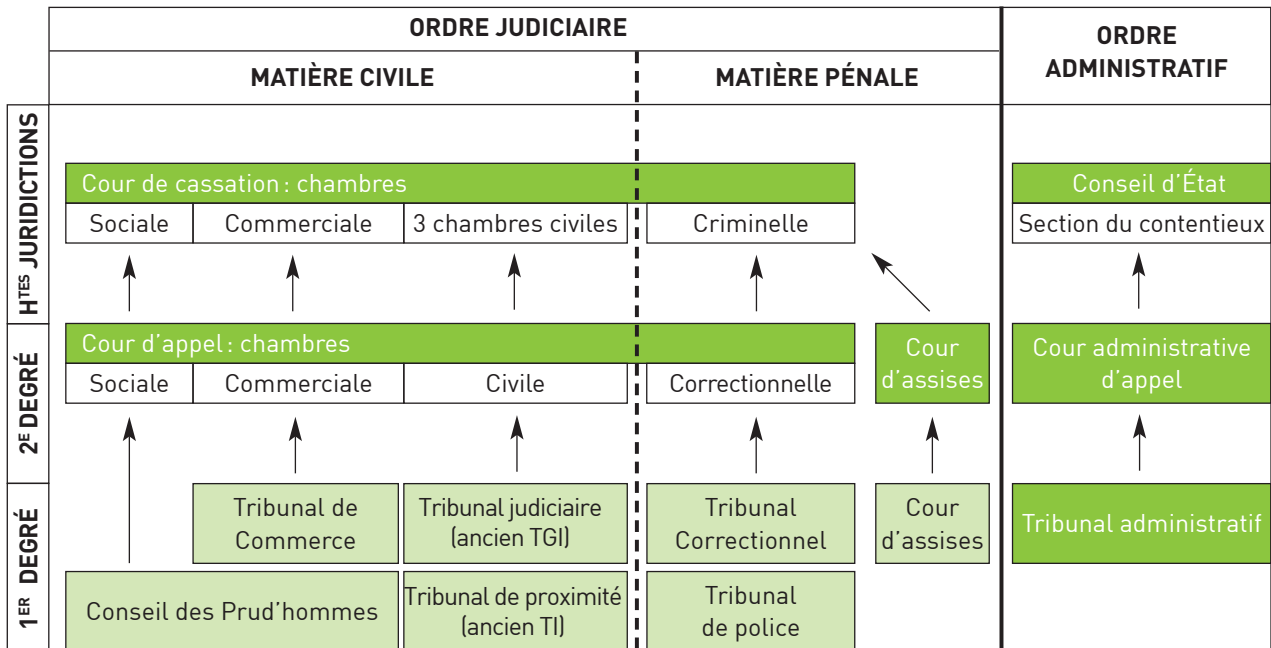 ORDRE JUDICIAIRE
ORDRE
ADMINISTRATIF
MATIÈRE CIVILE
MATIÈRE PÉNALE
HTES JURIDICTIONS
Cour de cassation : chambres
Sociale
Commerciale
3 chambres civiles
Criminelle
Conseil d'État
Section du contentieux
2E DEGRÉ
Cour d'appel : chambres
Sociale
Commerciale
Civile
Correctionnelle
Cour
d'assises
Cour administrative
d'appel
1ER DEGRÉ
Tribunal de
Commerce
Tribunal judiciaire
(ancien TGI)
Tribunal
Correctionnel
Cour
d'assises
Tribunal administratif
Conseil des Prud'hommes
Tribunal de proximité
(ancien TI)
Tribunal
de police